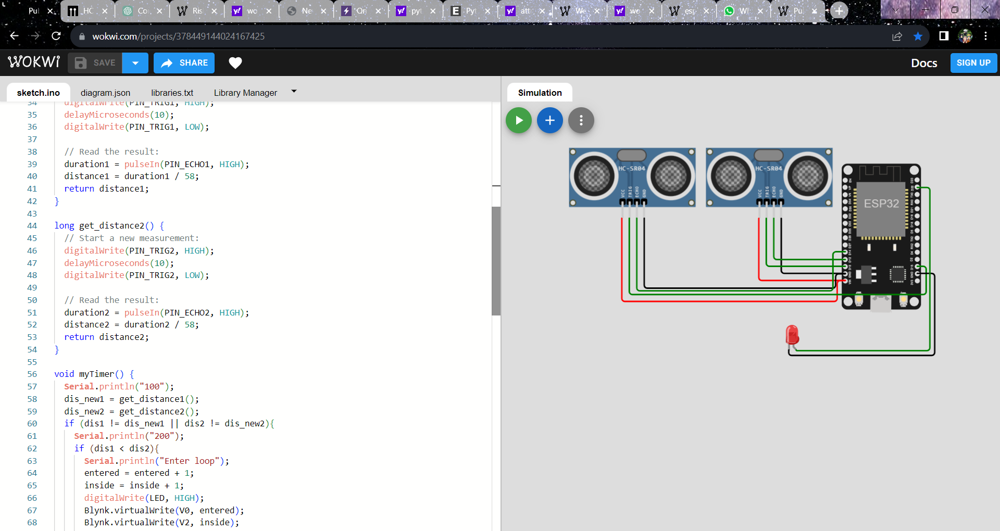 Pu
HC
Co
Ris
wc
Ne
Or
pyt
Pyt
att
We
wo
esp
Wl
Pu
wokwi.com/projects/378449144024167425
WOKWi
SAVE
SHARE
Docs
SIGN UP
sketch.ino
diagram.json
libraries.txt
Library Manager
Simulation
34 digitalWrite(PIN_TRIG1, HIGH);
35 delayMicroseconds(10);
36 digitalWrite(PIN_TRIG1, LOW);
37
38 // Read the result:
39 duration1 = pulseIn(PIN_ECHO1, HIGH);
40 distance1 = duration1 / 58;
41 return distance1;
42 }
43
44 long get_distance2() {
45 // Start a new measurement:
46 digitalWrite(PIN_TRIG2, HIGH);
47 delayMicroseconds(10);
48 digitalWrite(PIN_TRIG2, LOW);
49
50 // Read the result:
51 duration2 = pulseIn(PIN_ECHO2, HIGH);
52 distance2 = duration2 / 58;
53 return distance2;
54 }
55
56 void myTimer() {
57 Serial.println("100");
58 dis_new1 = get_distance1();
59 dis_new2 = get_distance2();
60 if (dis1 != dis_new1 || dis2 != dis_new2){
61 Serial.println("200");
62 if (dis1 < dis2){
63 Serial.println("Enter loop");
64 entered = entered + 1;
65 inside = inside + 1;
66 digitalWrite(LED, HIGH);
67 Blynk.virtualWrite(V0, entered);
68 Blynk.virtualWrite(V2, inside);
HC-SR04
VCC
TRIG
ECHO
GND
HC-SR04
VCC
TRIG
ECHO
GND
ESP32